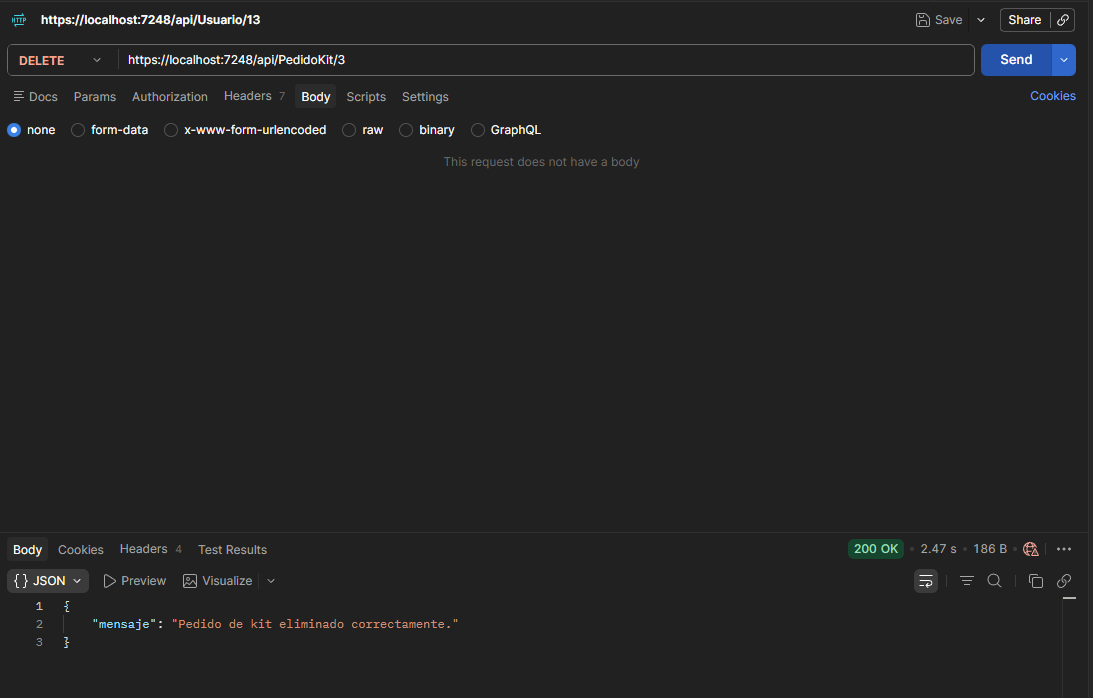 HTTP https://localhost:7248/api/Usuario/13 Save Share
DELETE https://localhost:7248/api/PedidoKit/3 Send
Docs Params Authorization Headers 7 Body Scripts Settings Cookies
none form-data x-www-form-urlencoded raw binary GraphQL
This request does not have a body
Body Cookies Headers 4 Test Results 200 OK • 2.47 s • 186 B •
{} JSON Preview Visualize
1 {
2 "mensaje": "Pedido de kit eliminado correctamente."
3 }